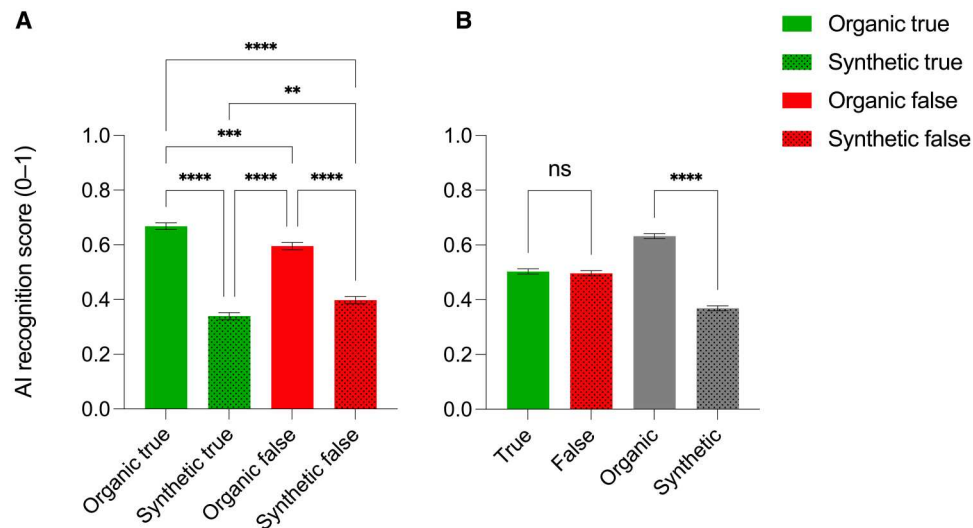 A
B
Organic true
Synthetic true
Organic false
Synthetic false
AI recognition score (0–1)
****
**
***
****
****
****
1.0
0.8
0.6
0.4
0.2
0.0
Organic true
Synthetic true
Organic false
Synthetic false
ns
****
1.0
0.8
0.6
0.4
0.2
0.0
True
False
Organic
Synthetic